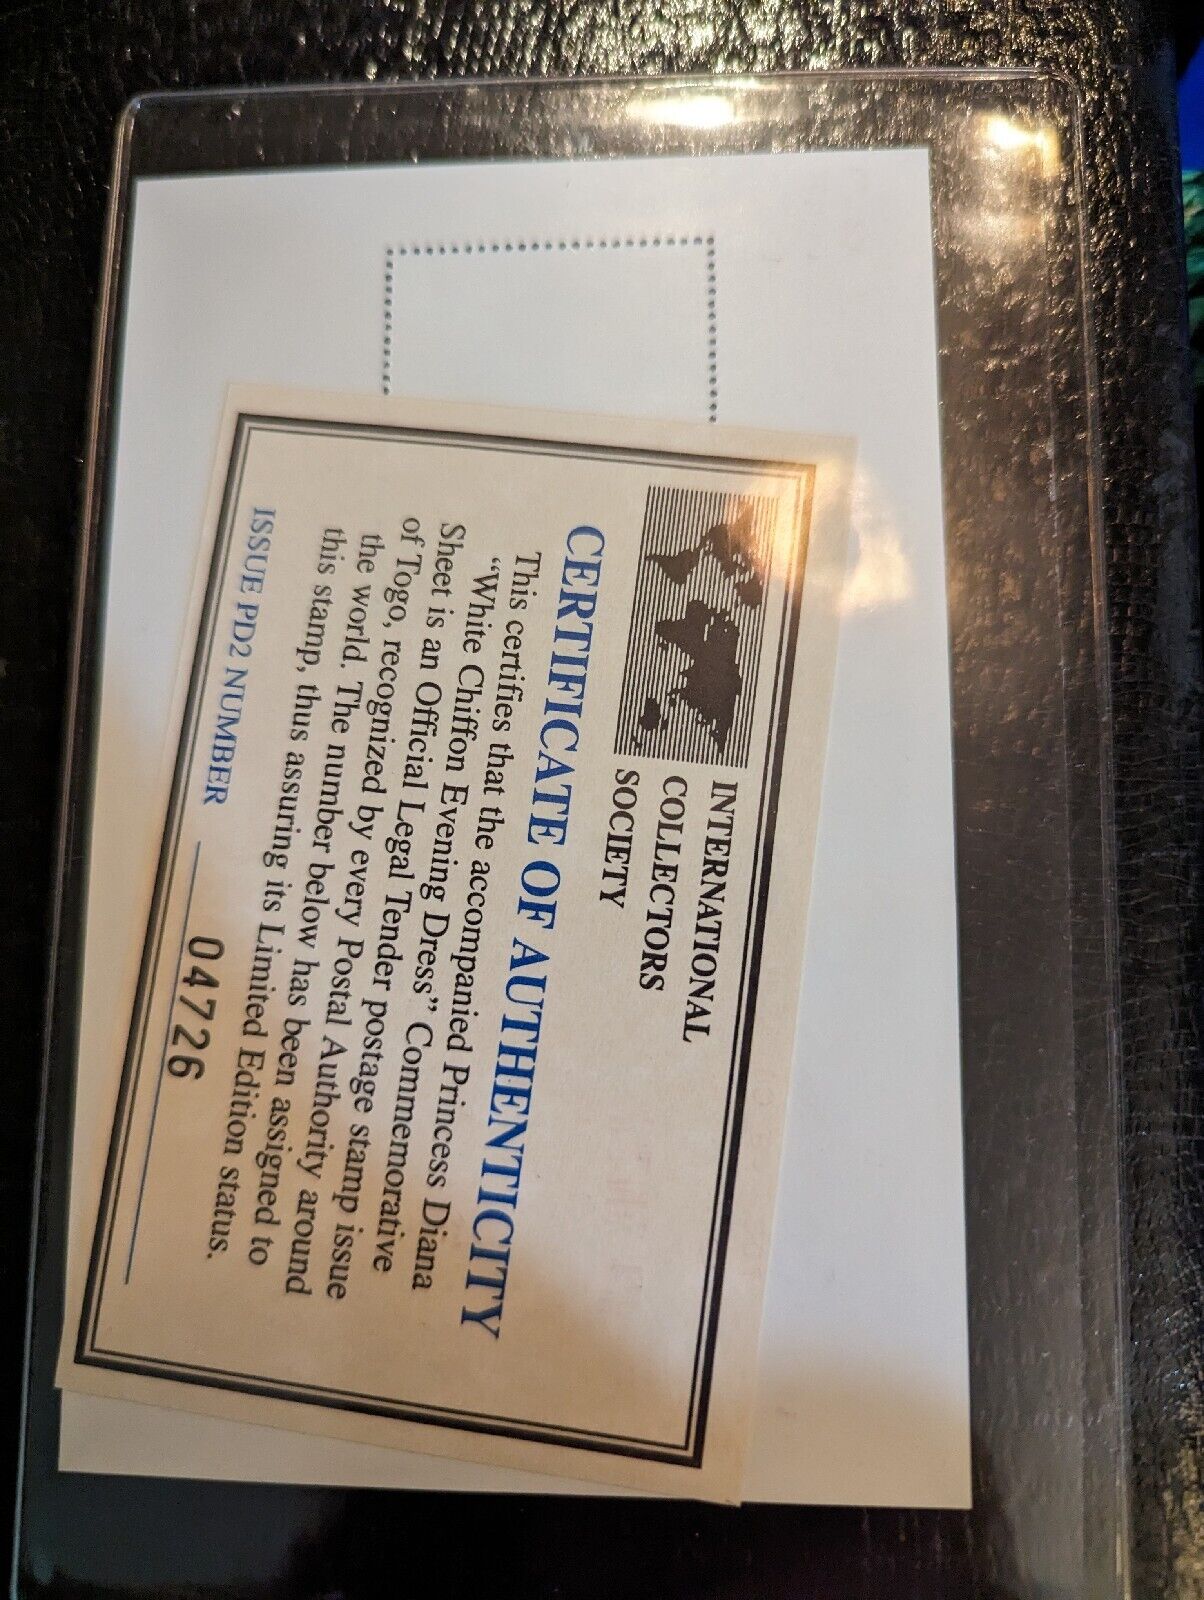 INTERNATIONAL
COLLECTORS
SOCIETY
CERTIFICATE OF AUTHENTICITY
This certifies that the accompanied Princess Diana
“White Chiffon Evening Dress” Commemorative
Sheet is an Official Legal Tender postage stamp issue
of Togo, recognized by every Postal Authority around
the world. The number below has been assigned to
this stamp, thus assuring its Limited Edition status.
ISSUE PD2 NUMBER 04726